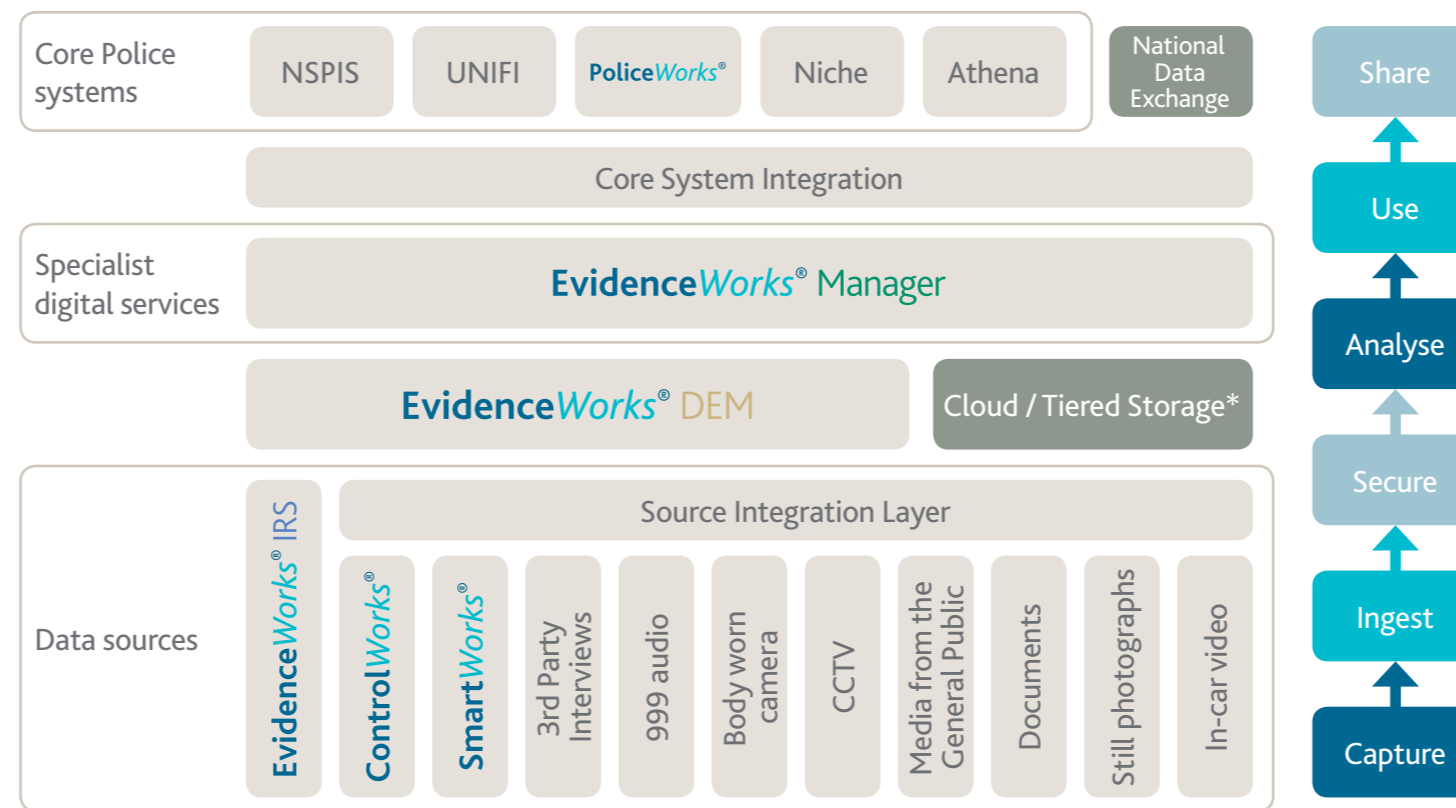 Core Police
systems
NSPIS
UNIFI
PoliceWorks®
Niche
Athena
National
Data
Exchange
Core System Integration
Specialist
digital services
EvidenceWorks® Manager
EvidenceWorks® DEM
Cloud / Tiered Storage*
Data sources
EvidenceWorks® IRS
Source Integration Layer
ControlWorks®
SmartWorks®
3rd Party
Interviews
999 audio
Body worn
camera
CCTV
Media from the
General Public
Documents
Still photographs
In-car video
Share
Use
Analyse
Secure
Ingest
Capture